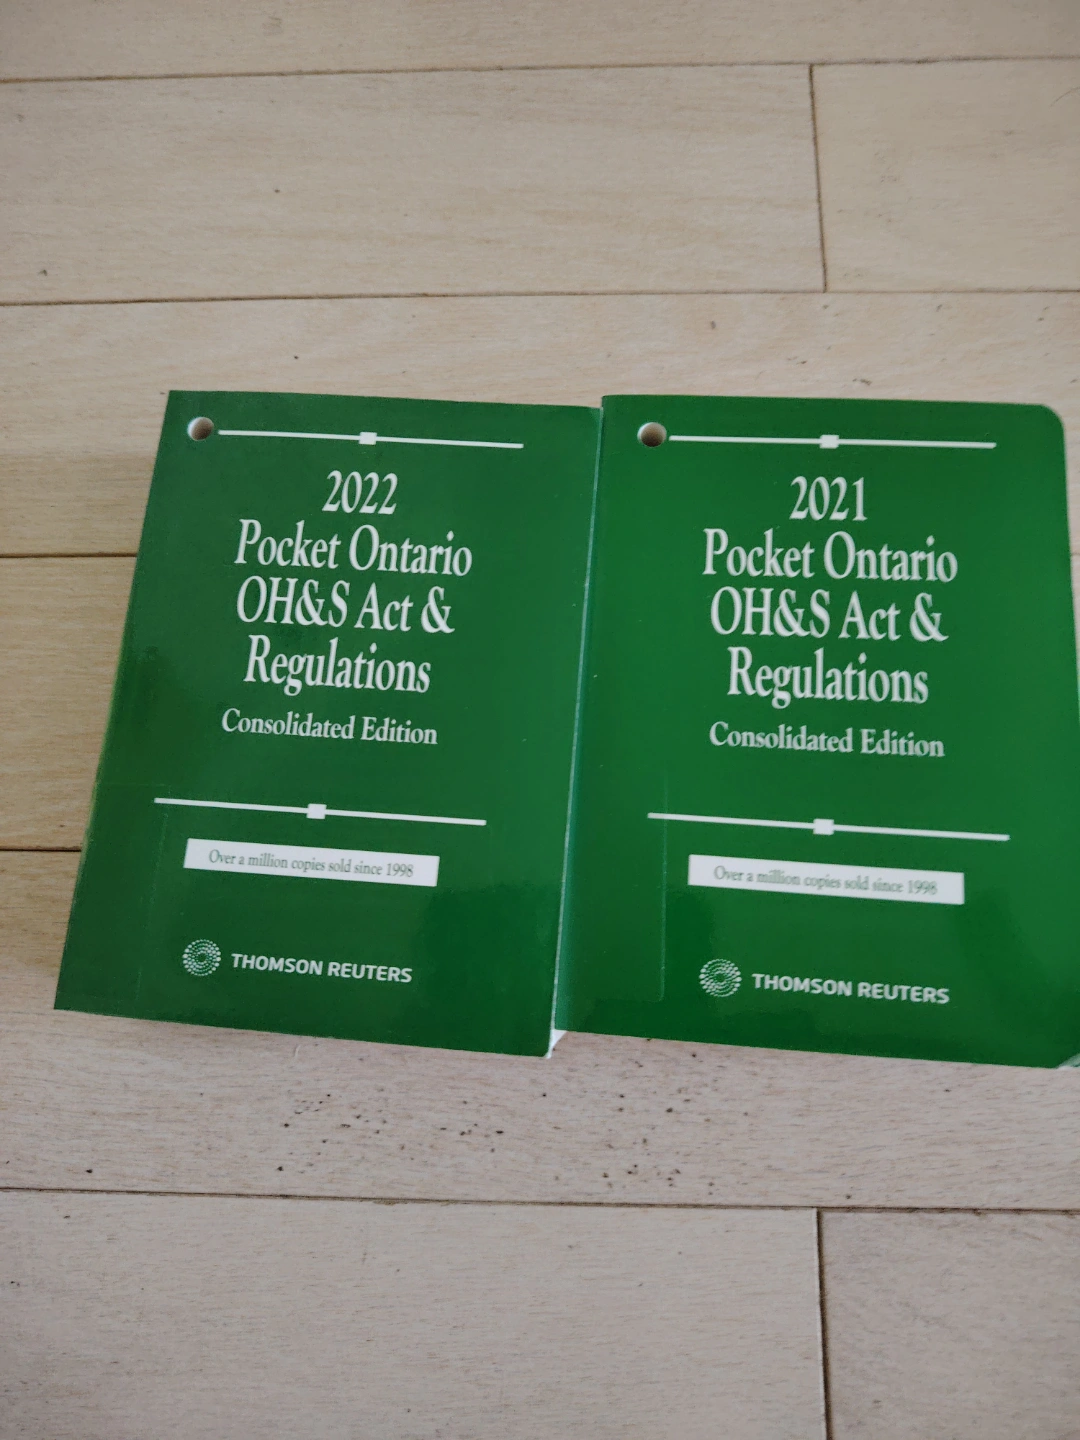 2022
Pocket Ontario
OH&S Act &
Regulations
Consolidated Edition
Over a million copies sold since 1998
THOMSON REUTERS
2021
Pocket Ontario
OH&S Act &
Regulations
Consolidated Edition
Over a million copies sold since 1998
THOMSON REUTERS